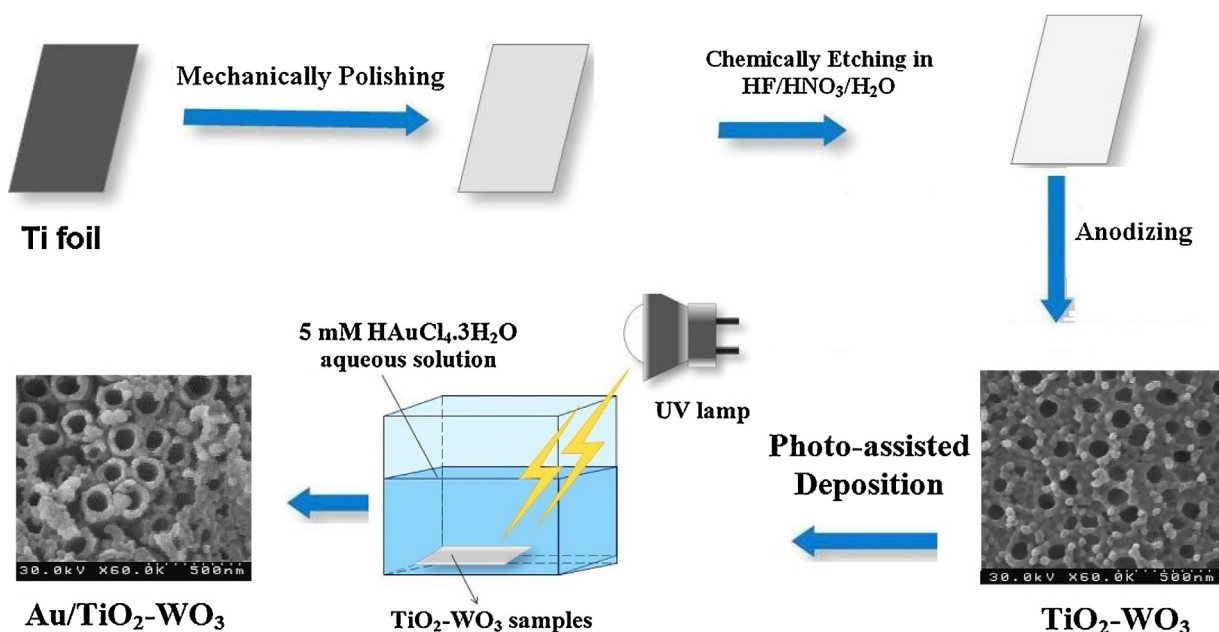 Mechanically Polishing
Chemically Etching in
HF/HNO₃/H₂O
Ti foil
Anodizing
5 mM HAuCl₄.3H₂O
aqueous solution
UV lamp
Photo-assisted
Deposition
30.0kV X60.0K 500nm
30.0kV X60.0K 500nm
Au/TiO₂-WO₃
TiO₂-WO₃ samples
TiO₂-WO₃